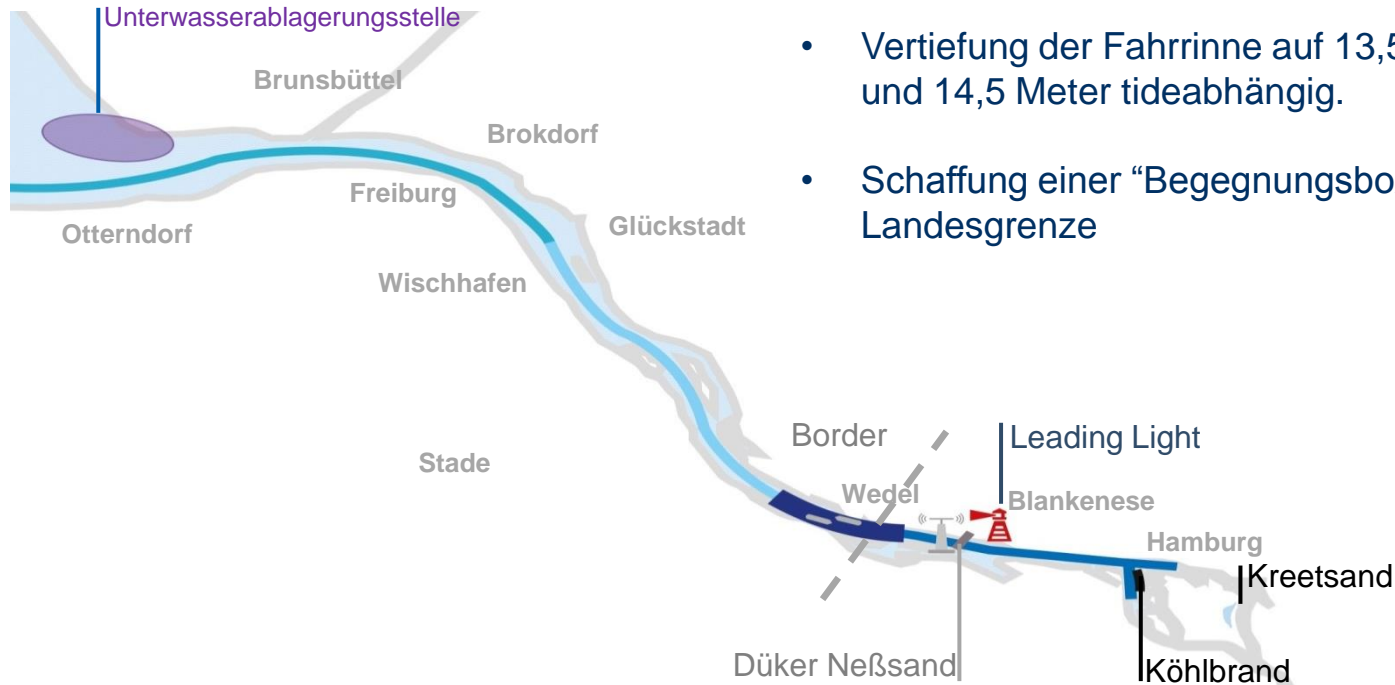 Unterwasserablagerungsstelle
• Vertiefung der Fahrrinne auf 13,5
und 14,5 Meter tideabhängig.
Brunsbüttel
Brokdorf
• Schaffung einer “Begegnungsbo
Landesgrenze
Freiburg
Glückstadt
Otterndorf
Wischhafen
Border
Leading Light
Stade
Wedel
Blankenese
Hamburg
Kreetsand
Düker Neßsand
Köhlbrand